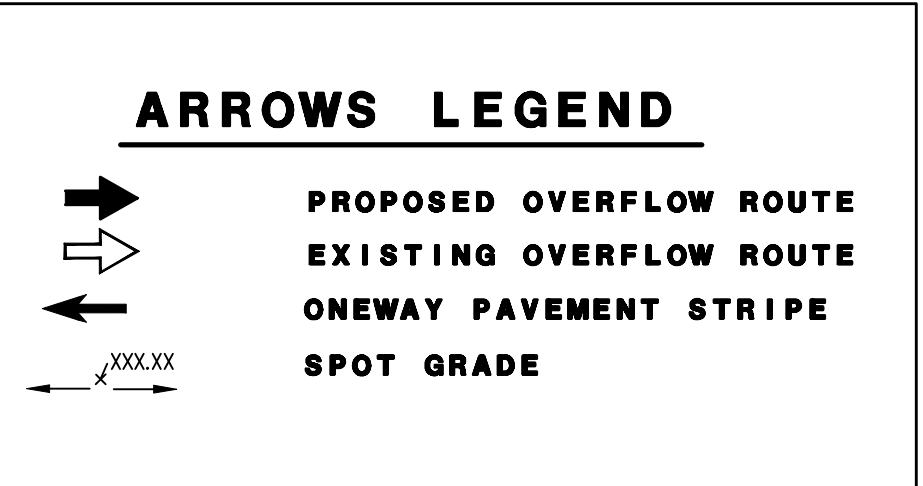 ARROWS LEGEND
PROPOSED OVERFLOW ROUTE
EXISTING OVERFLOW ROUTE
ONEWAY PAVEMENT STRIPE
XXX.XX SPOT GRADE